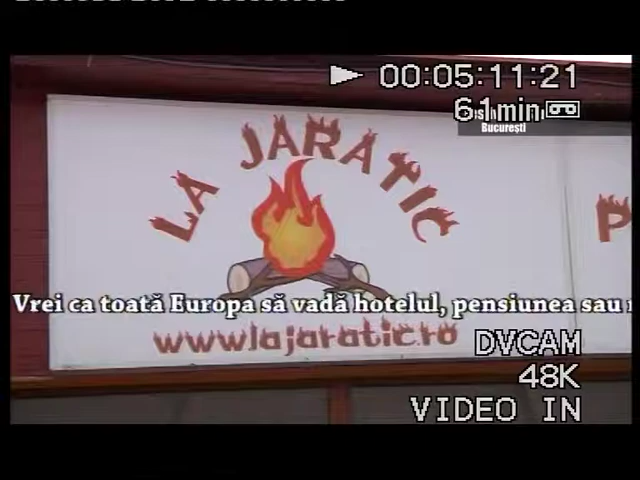 00:05:11:21
61min
București
LA JARATIC
P
Vrei ca toată Europa să vadă hotelul, pensiunea sau
www.lajaratic.ro
DVCAM
48K
VIDEO IN